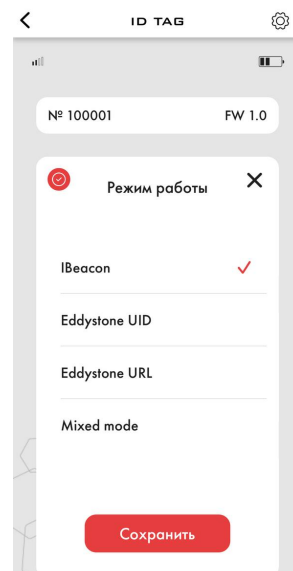 ID TAG
№ 100001 FW 1.0
Режим работы
IBeacon
Eddystone UID
Eddystone URL
Mixed mode
Сохранить